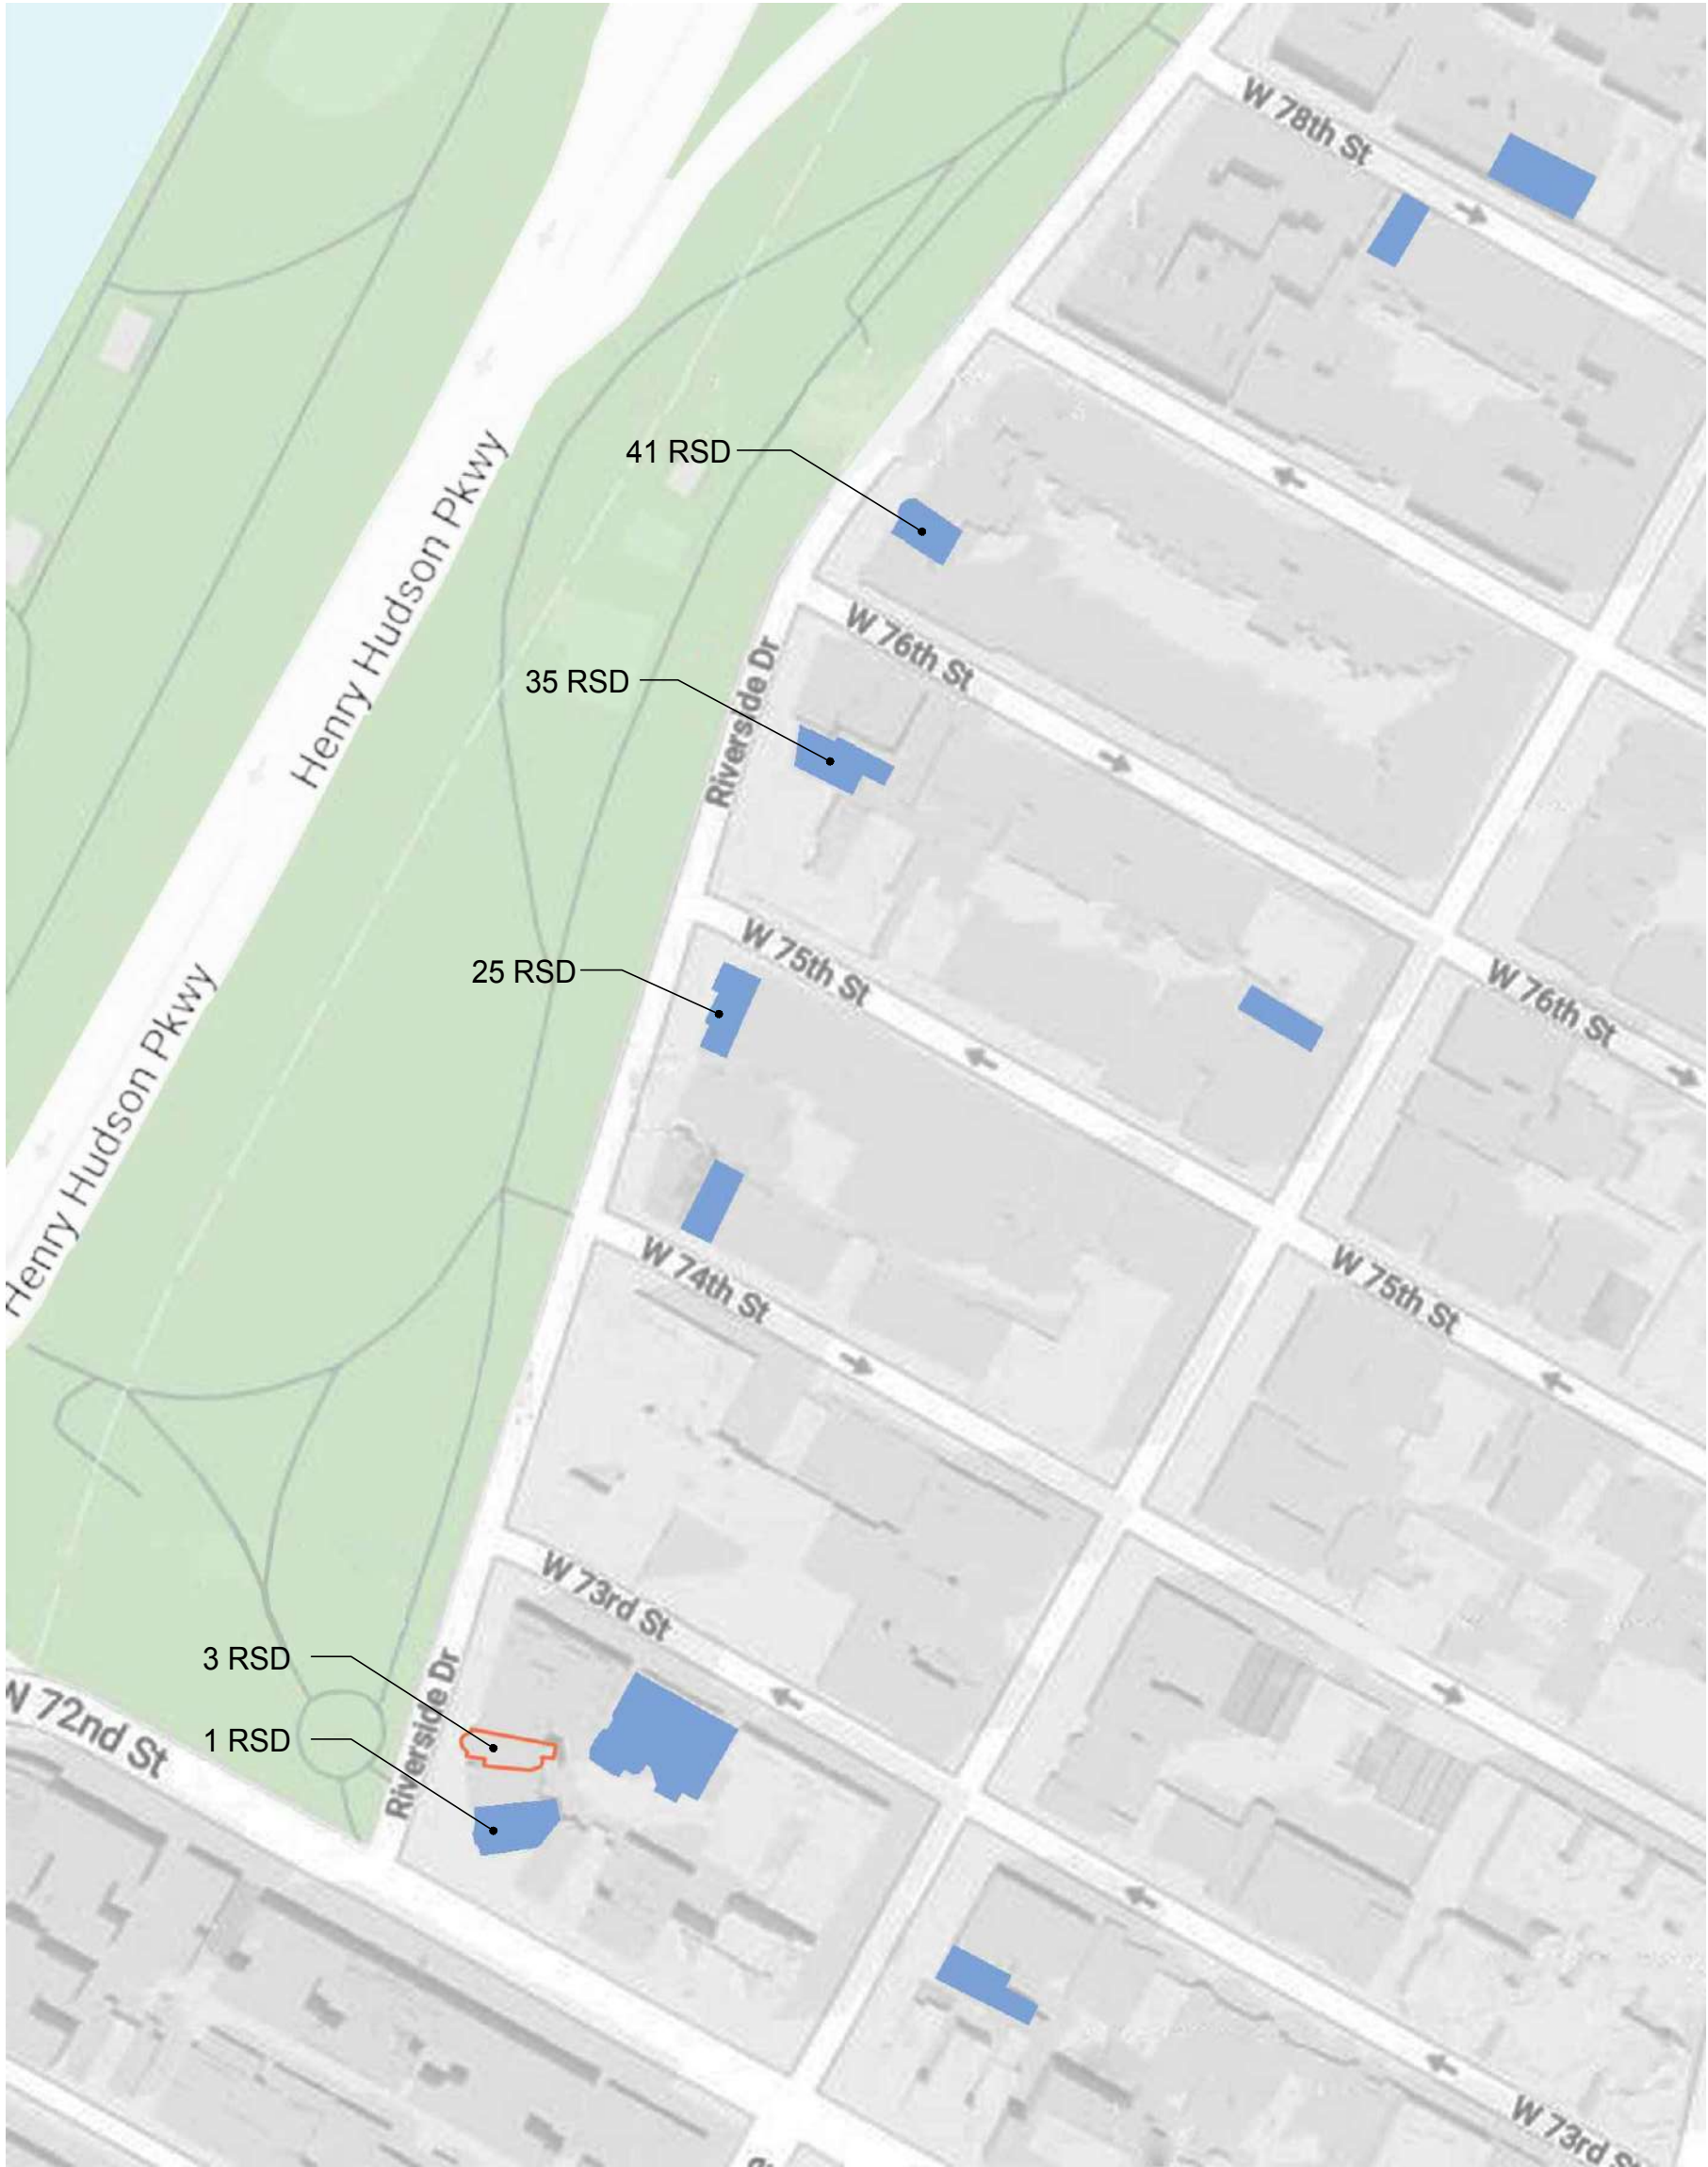 W 78th St
41 RSD
Henry Hudson Pkwy
W 76th St
35 RSD
Riverside Dr
W 75th St
25 RSD
W 76th St
Henry Hudson Pkwy
W 74th St
W 75th St
W 73rd St
3 RSD
Riverside Dr
W 72nd St
1 RSD
W 73rd St